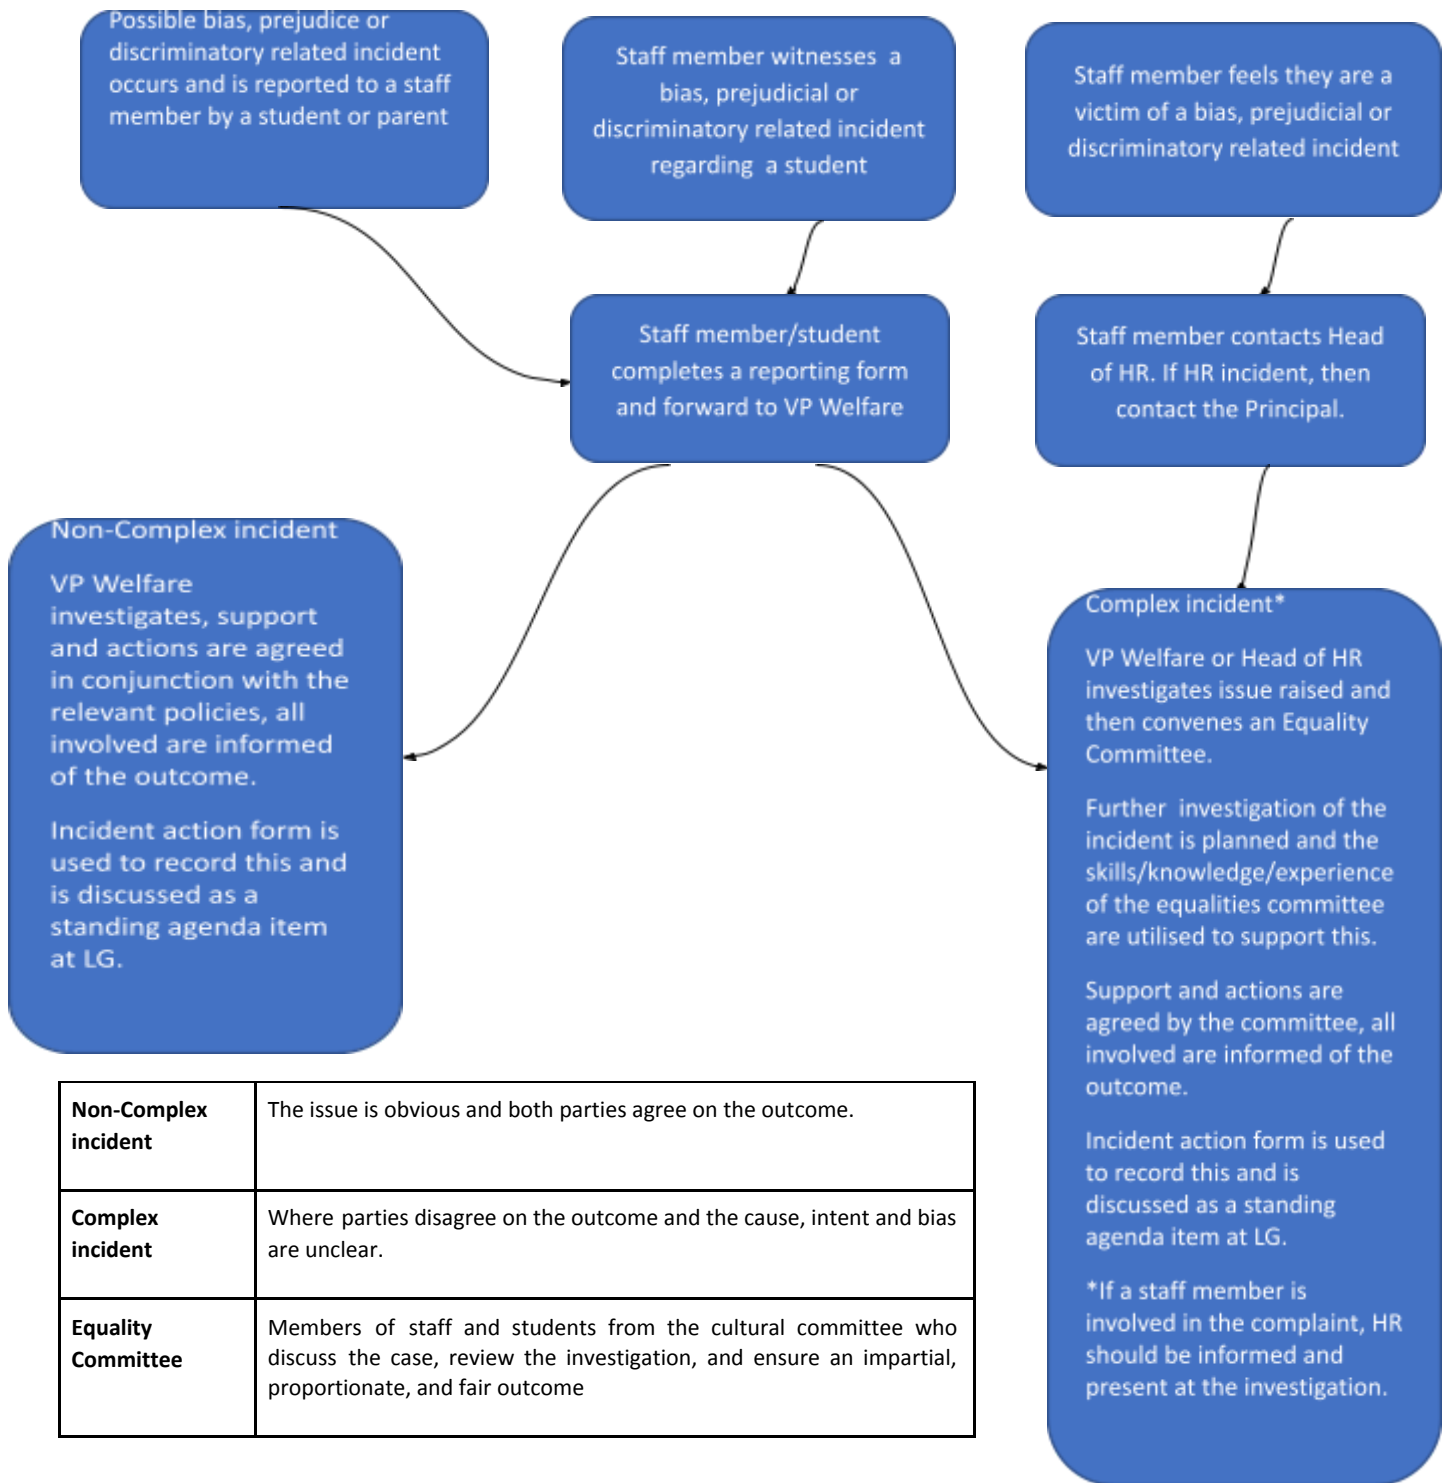 Possible bias, prejudice or
discriminatory related incident
occurs and is reported to a staff
member by a student or parent
Staff member witnesses a
bias, prejudicial or
discriminatory related incident
regarding a student
Staff member feels they are a
victim of a bias, prejudicial or
discriminatory related incident
Staff member/student
completes a reporting form
and forward to VP Welfare
Staff member contacts Head
of HR. If HR incident, then
contact the Principal.
Non-Complex incident
VP Welfare
investigates, support
and actions are agreed
in conjunction with the
relevant policies, all
involved are informed
of the outcome.
Incident action form is
used to record this and
is discussed as a
standing agenda item
at LG.
Complex incident*
VP Welfare or Head of HR
investigates issue raised and
then convenes an Equality
Committee.
Further investigation of the
incident is planned and the
skills/knowledge/experience
of the equalities committee
are utilised to support this.
Support and actions are
agreed by the committee, all
involved are informed of the
outcome.
Incident action form is used
to record this and is
discussed as a standing
agenda item at LG.
*If a staff member is
involved in the complaint, HR
should be informed and
present at the investigation.
Non-Complex
incident
The issue is obvious and both parties agree on the outcome.
Complex
incident
Where parties disagree on the outcome and the cause, intent and bias
are unclear.
Equality
Committee
Members of staff and students from the cultural committee who
discuss the case, review the investigation, and ensure an impartial,
proportionate, and fair outcome